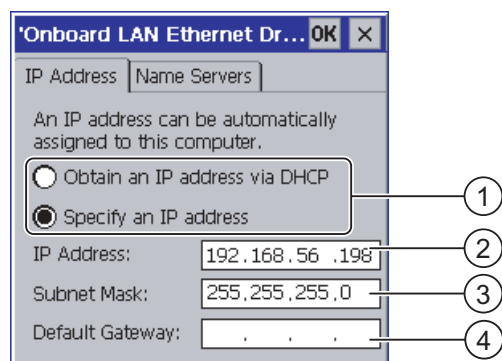 'Onboard LAN Ethernet Dr... OK ×
IP Address Name Servers
An IP address can be automatically
assigned to this computer.
Obtain an IP address via DHCP
Specify an IP address
1
IP Address: 192.168.56 .198
2
Subnet Mask: 255.255.255.0
3
Default Gateway: . . .
4